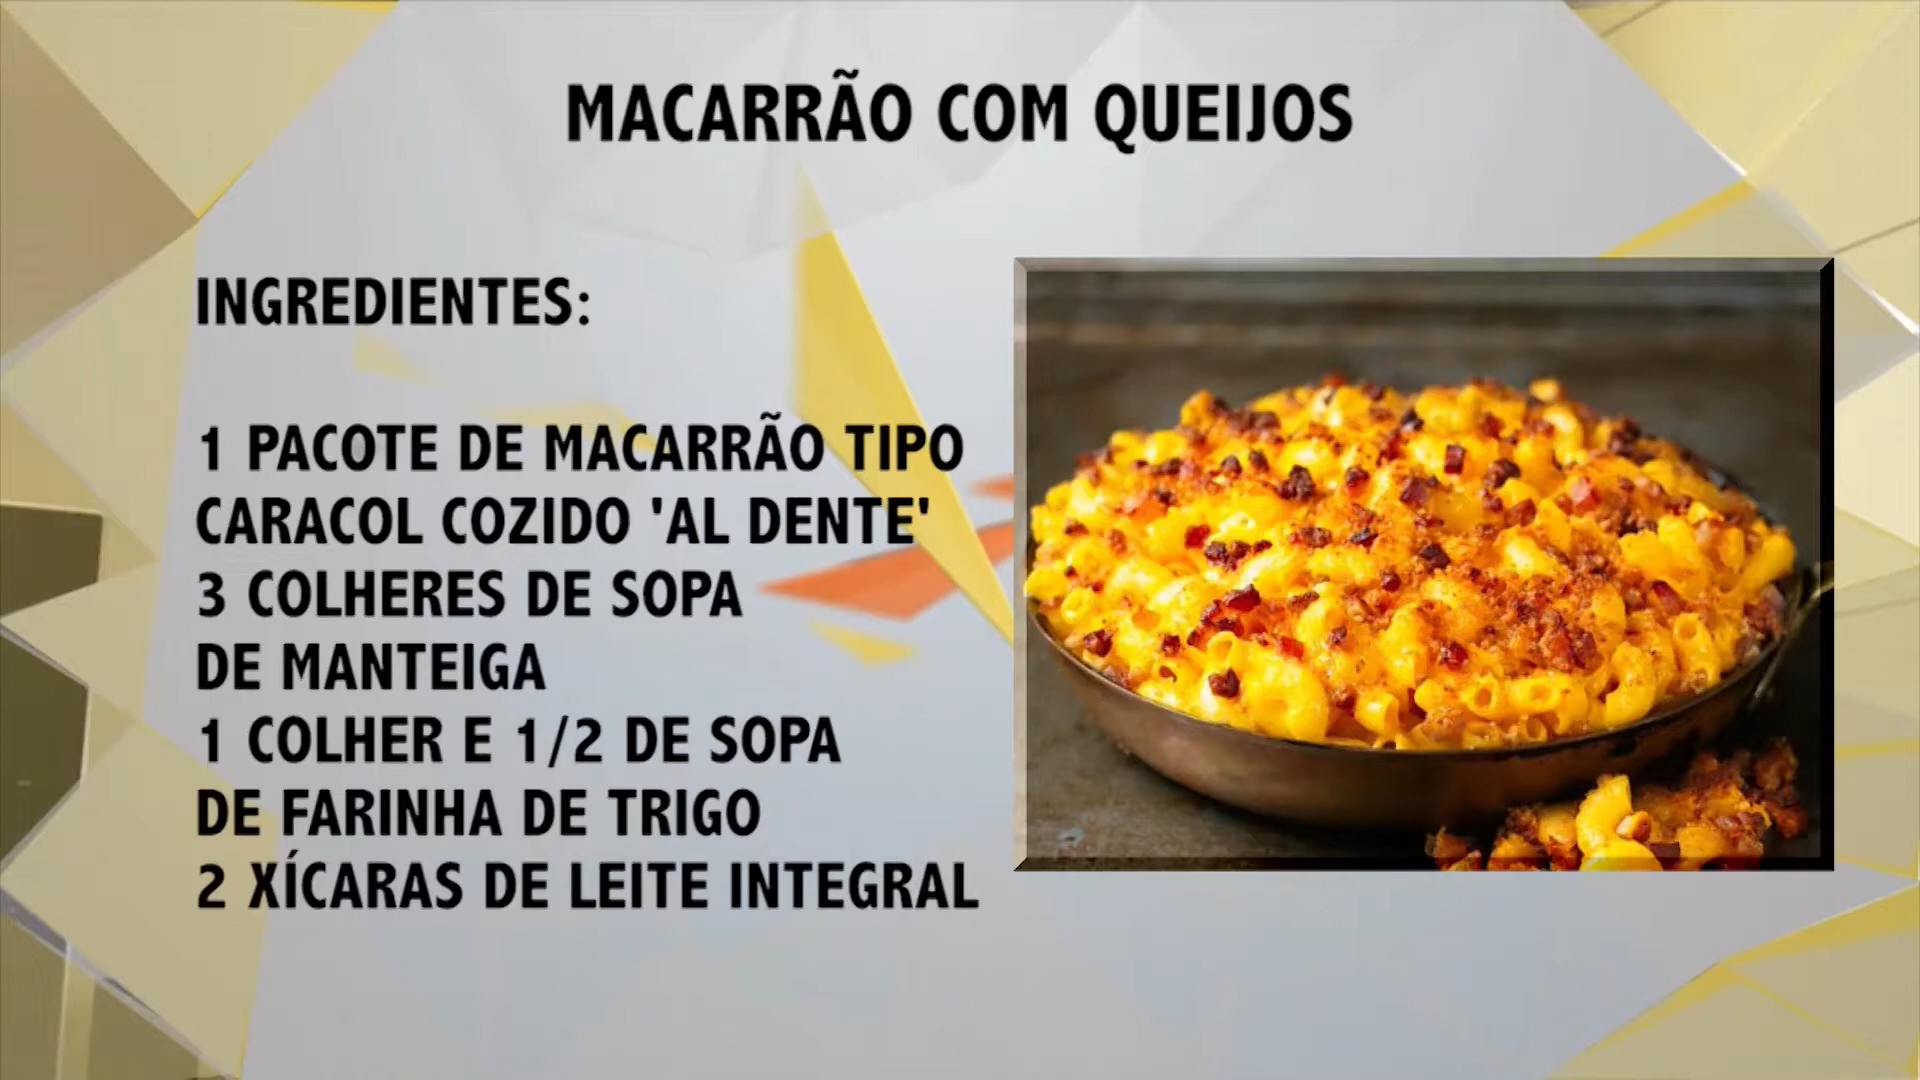 MACARRÃO COM QUEIJOS
INGREDIENTES:
1 PACOTE DE MACARRÃO TIPO
CARACOL COZIDO 'AL DENTE'
3 COLHERES DE SOPA
DE MANTEIGA
1 COLHER E 1/2 DE SOPA
DE FARINHA DE TRIGO
2 XÍCARAS DE LEITE INTEGRAL